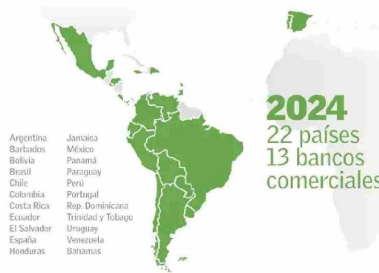 2024
22 países
13 bancos
comerciales
Argentina
Barbados
Bolivia
Brasil
Chile
Colombia
Costa Rica
Ecuador
El Salvador
España
Honduras
Jamaica
México
Panamá
Paraguay
Perú
Portugal
Rep. Dominicana
Trinidad y Tobago
Uruguay
Venezuela
Bahamas